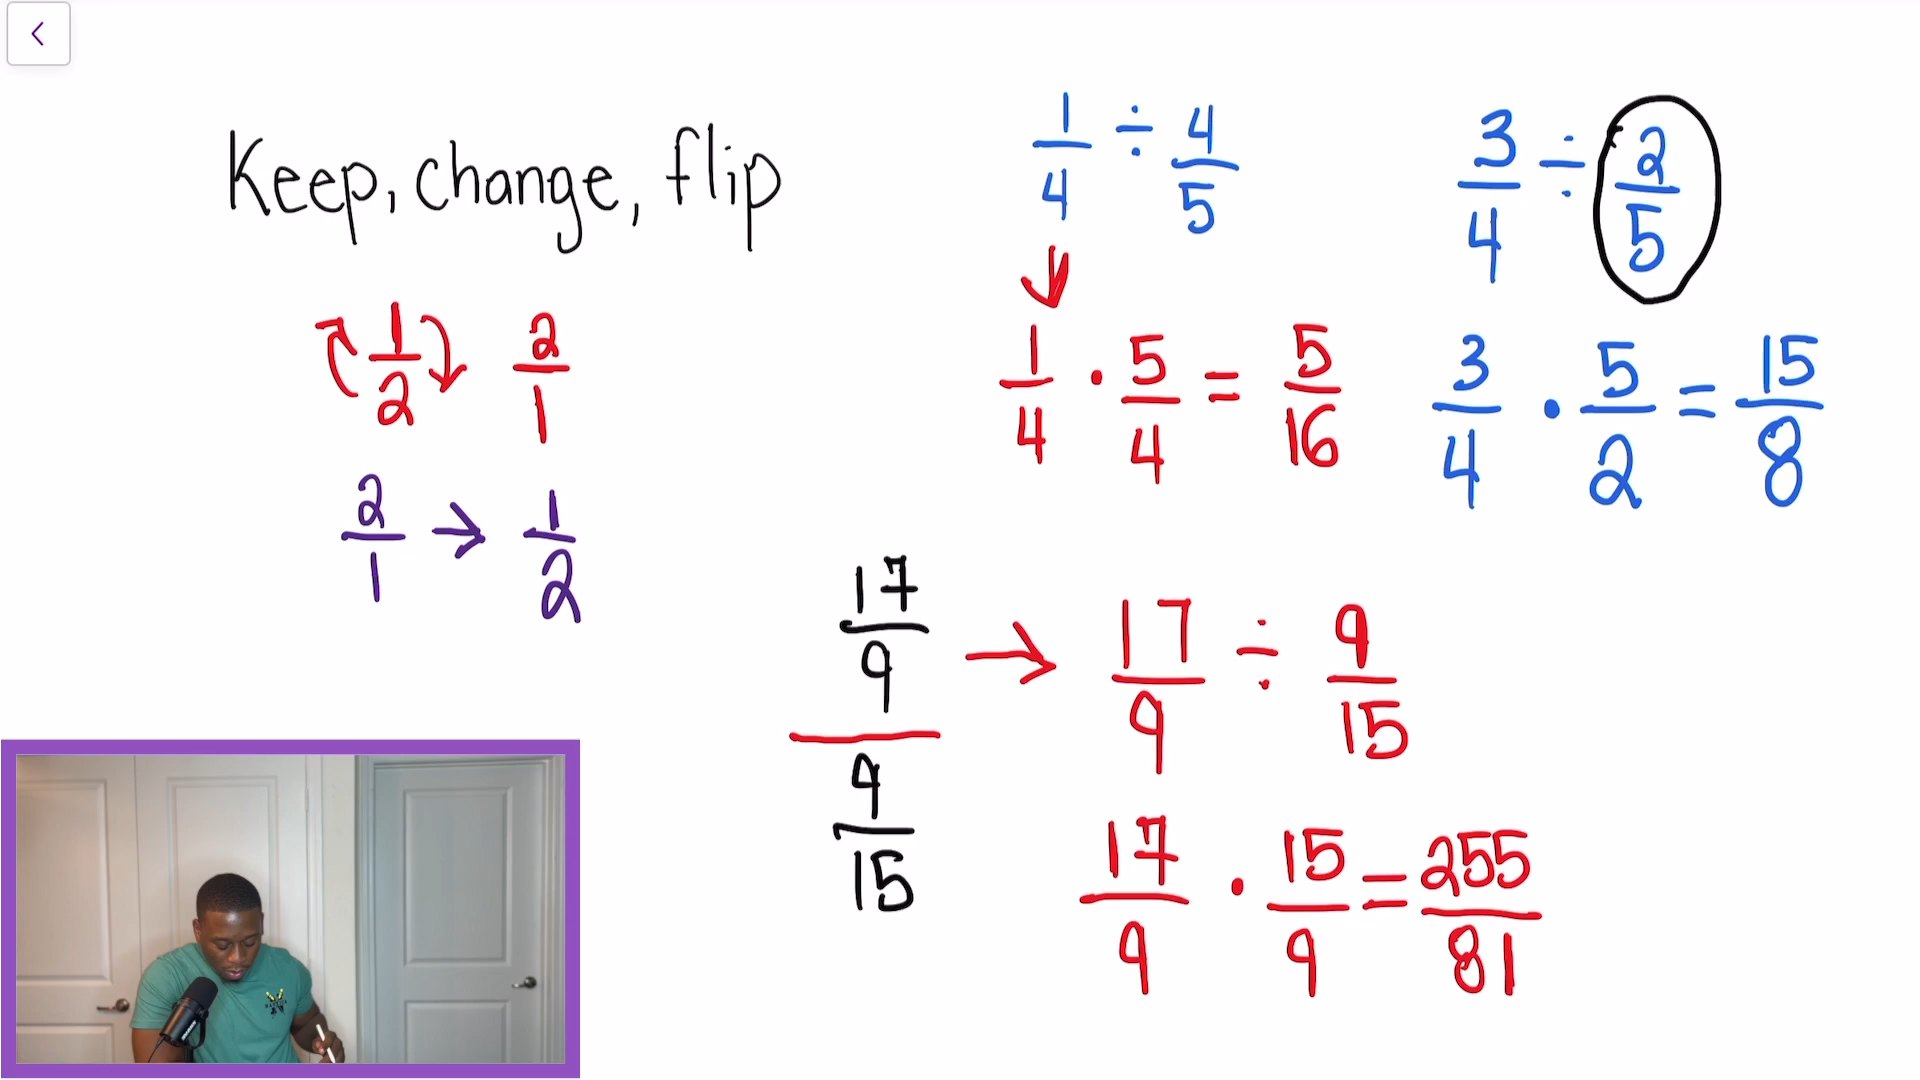 Keep, change, flip
1/2 2/1
2/1 → 1/2
1/4 ÷ 4/5
1/4 · 5/4 = 5/16
3/4 ÷ 2/5
3/4 · 5/2 = 15/8
17/9 / 9/15 → 17/9 ÷ 9/15
17/9 · 15/9 = 255/81